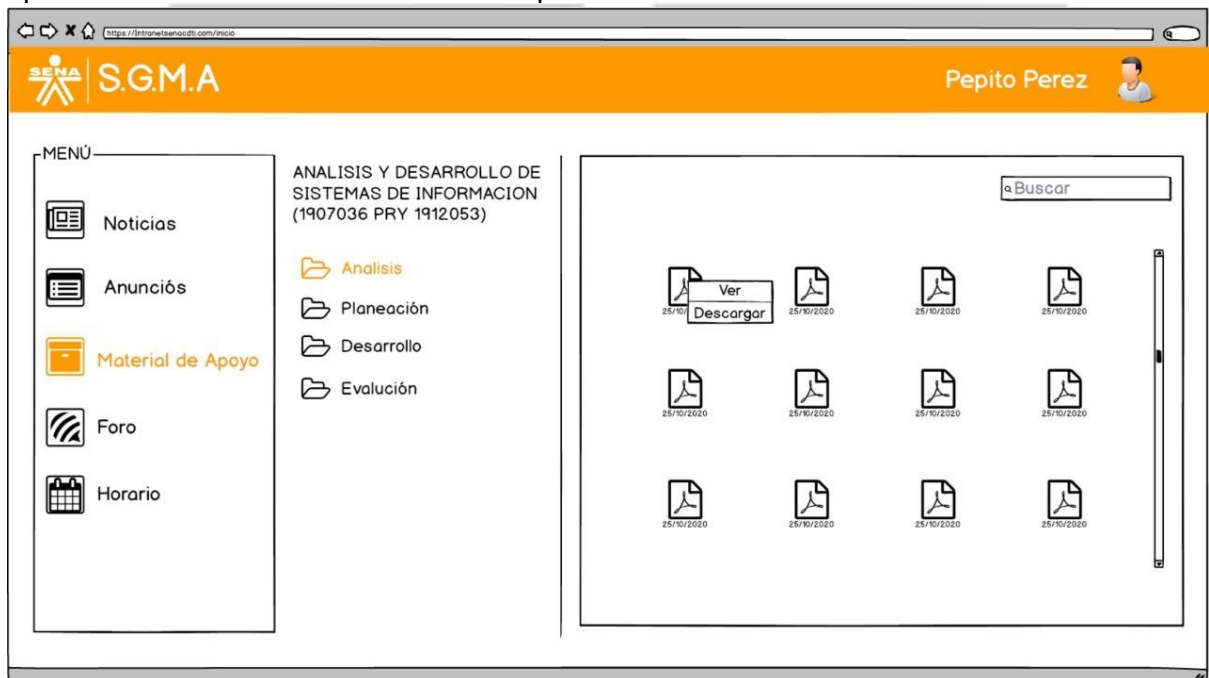 https://Intranetsenacdti.com/inicio
SENA
S.G.M.A
Pepito Perez
MENÚ
Noticias
Anunciós
Material de Apoyo
Foro
Horario
ANALISIS Y DESARROLLO DE
SISTEMAS DE INFORMACION
(1907036 PRY 1912053)
Analisis
Planeación
Desarrollo
Evalución
Buscar
Ver
Descargar
25/10/2020 25/10/2020 25/10/2020
25/10/2020 25/10/2020 25/10/2020 25/10/2020
25/10/2020 25/10/2020 25/10/2020 25/10/2020